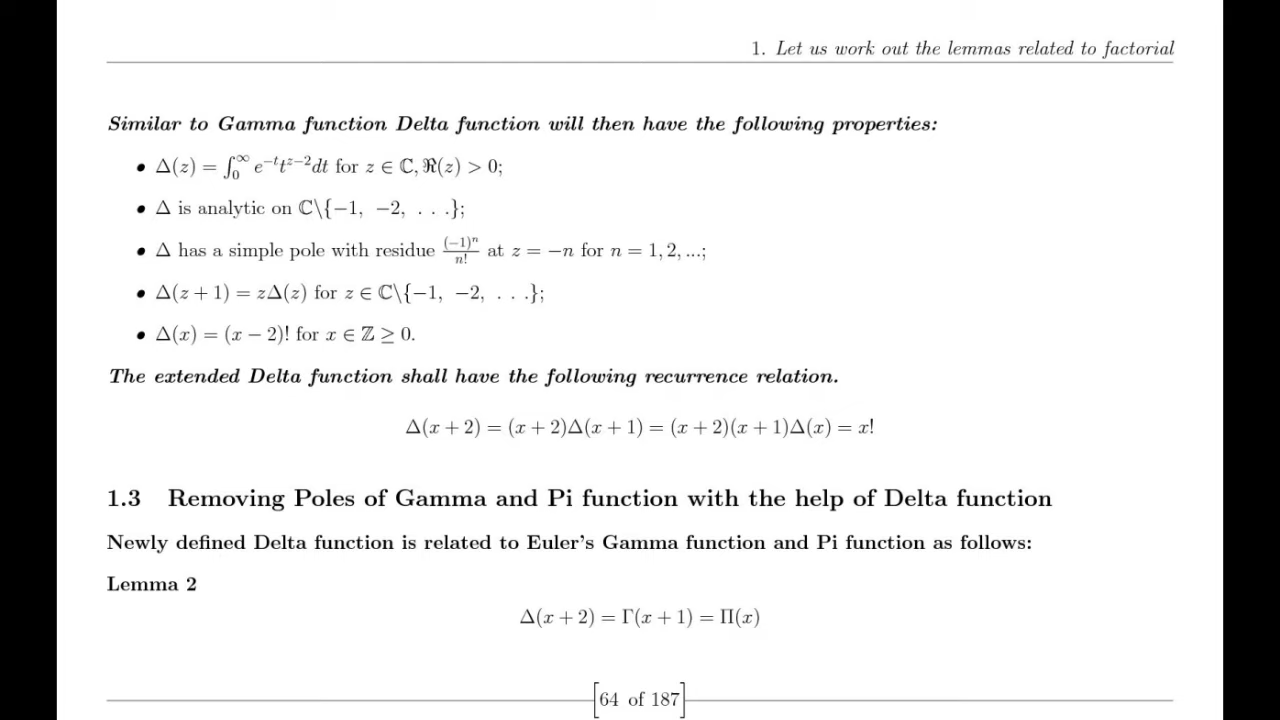 1. Let us work out the lemmas related to factorial
Similar to Gamma function Delta function will then have the following properties:
• Δ(z) = ∫₀^∞ e^{−t}t^{z−2}dt for z ∈ ℂ, ℜ(z) > 0;
• Δ is analytic on ℂ\{−1, −2, . . .};
• Δ has a simple pole with residue (−1)ⁿ/n! at z = −n for n = 1, 2, ...;
• Δ(z + 1) = zΔ(z) for z ∈ ℂ\{−1, −2, . . .};
• Δ(x) = (x − 2)! for x ∈ ℤ ≥ 0.
The extended Delta function shall have the following recurrence relation.
Δ(x + 2) = (x + 2)Δ(x + 1) = (x + 2)(x + 1)Δ(x) = x!
1.3 Removing Poles of Gamma and Pi function with the help of Delta function
Newly defined Delta function is related to Euler's Gamma function and Pi function as follows:
Lemma 2
Δ(x + 2) = Γ(x + 1) = Π(x)
[64 of 187]